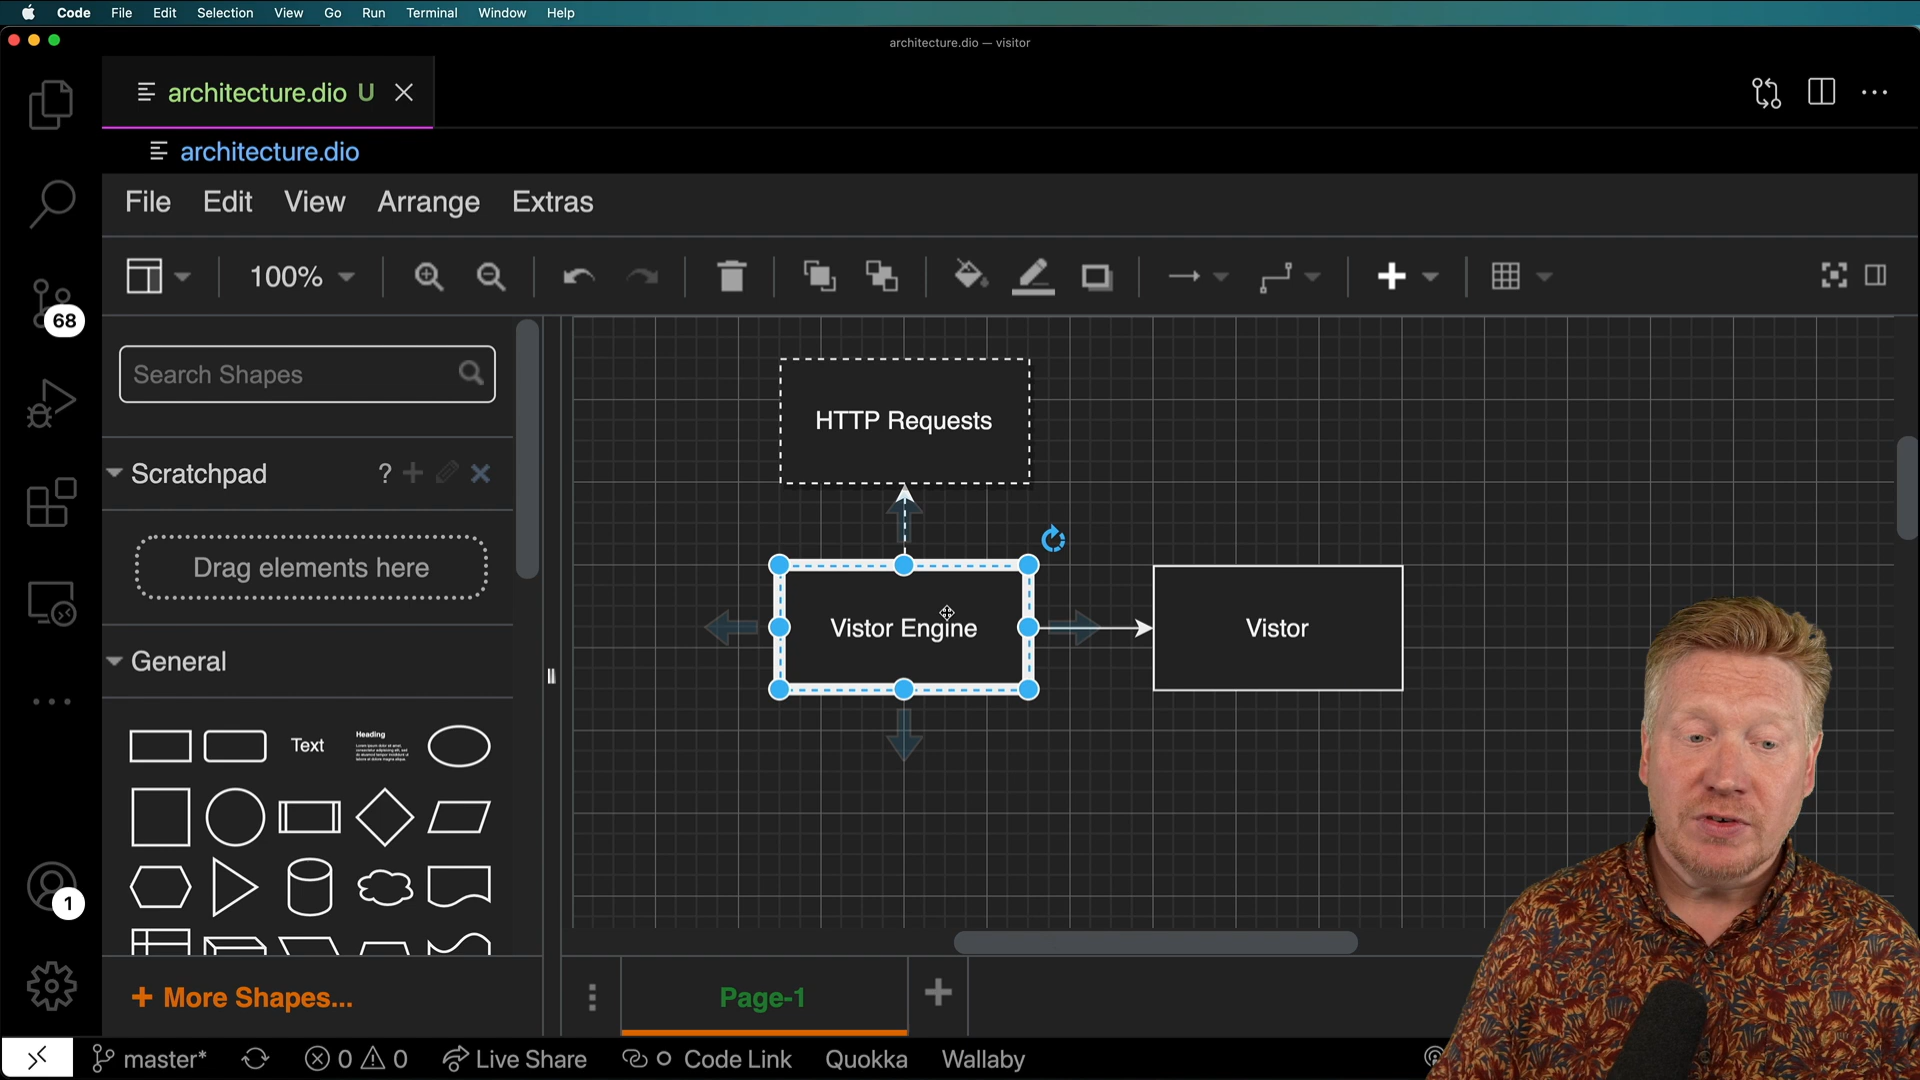 Code File Edit Selection View Go Run Terminal Window Help
architecture.dio — visitor
architecture.dio U
architecture.dio
File Edit View Arrange Extras
100%
68
Search Shapes
Scratchpad ?
Drag elements here
General
Text
Heading
HTTP Requests
Vistor Engine
Vistor
1
+ More Shapes...
Page-1
master* 0 0 Live Share Code Link Quokka Wallaby